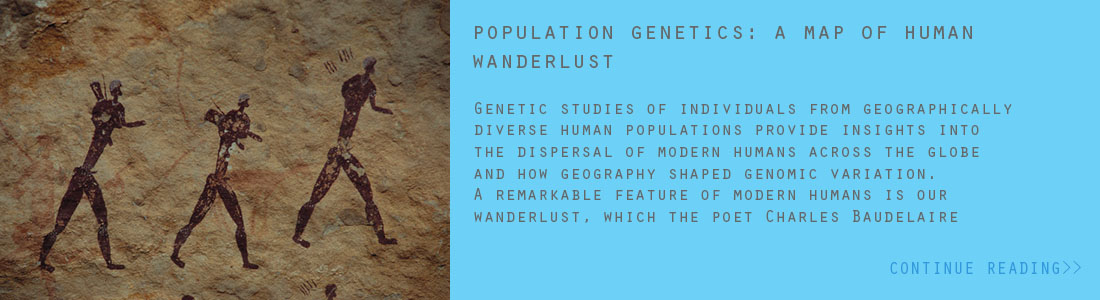 POPULATION GENETICS: A MAP OF HUMAN
WANDERLUST
GENETIC STUDIES OF INDIVIDUALS FROM GEOGRAPHICALLY
DIVERSE HUMAN POPULATIONS PROVIDE INSIGHTS INTO
THE DISPERSAL OF MODERN HUMANS ACROSS THE GLOBE
AND HOW GEOGRAPHY SHAPED GENOMIC VARIATION.
A REMARKABLE FEATURE OF MODERN HUMANS IS OUR
WANDERLUST, WHICH THE POET CHARLES BAUDELAIRE
CONTINUE READING>>